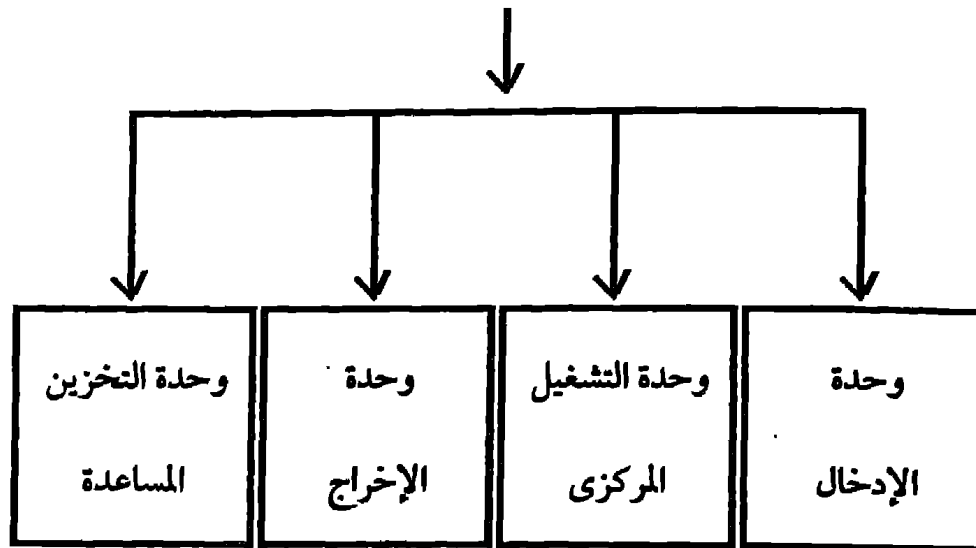 وحدة
الإدخال
وحدة التشغيل
المركزى
وحدة
الإخراج
وحدة التخزين
المساعدة